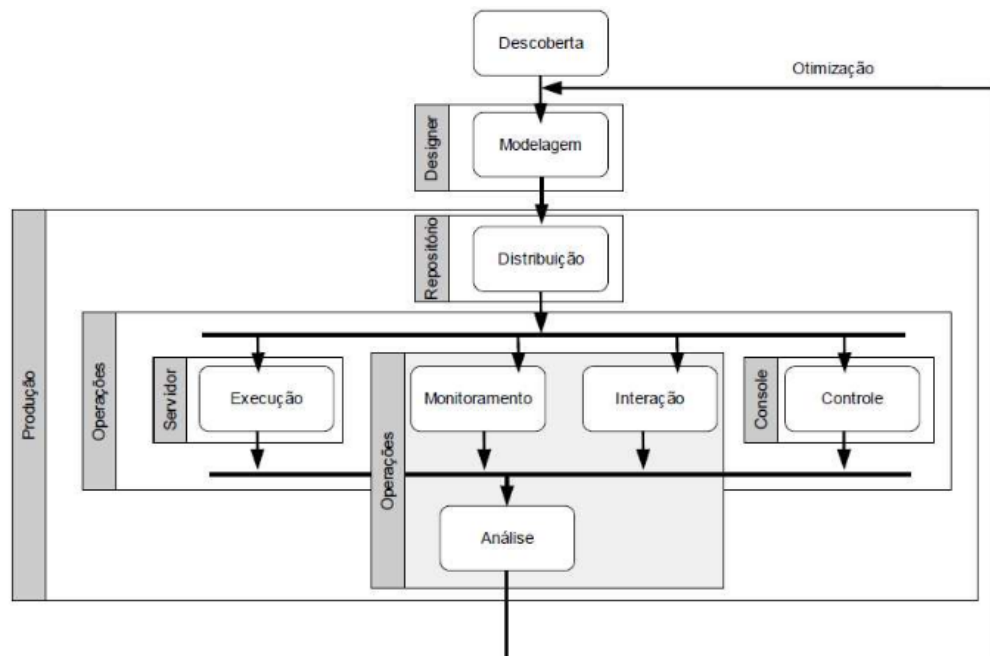 Descoberta
Otimização
Designer
Modelagem
Produção
Repositório
Distribuição
Operações
Servidor
Execução
Operações
Monitoramento
Interação
Console
Controle
Análise